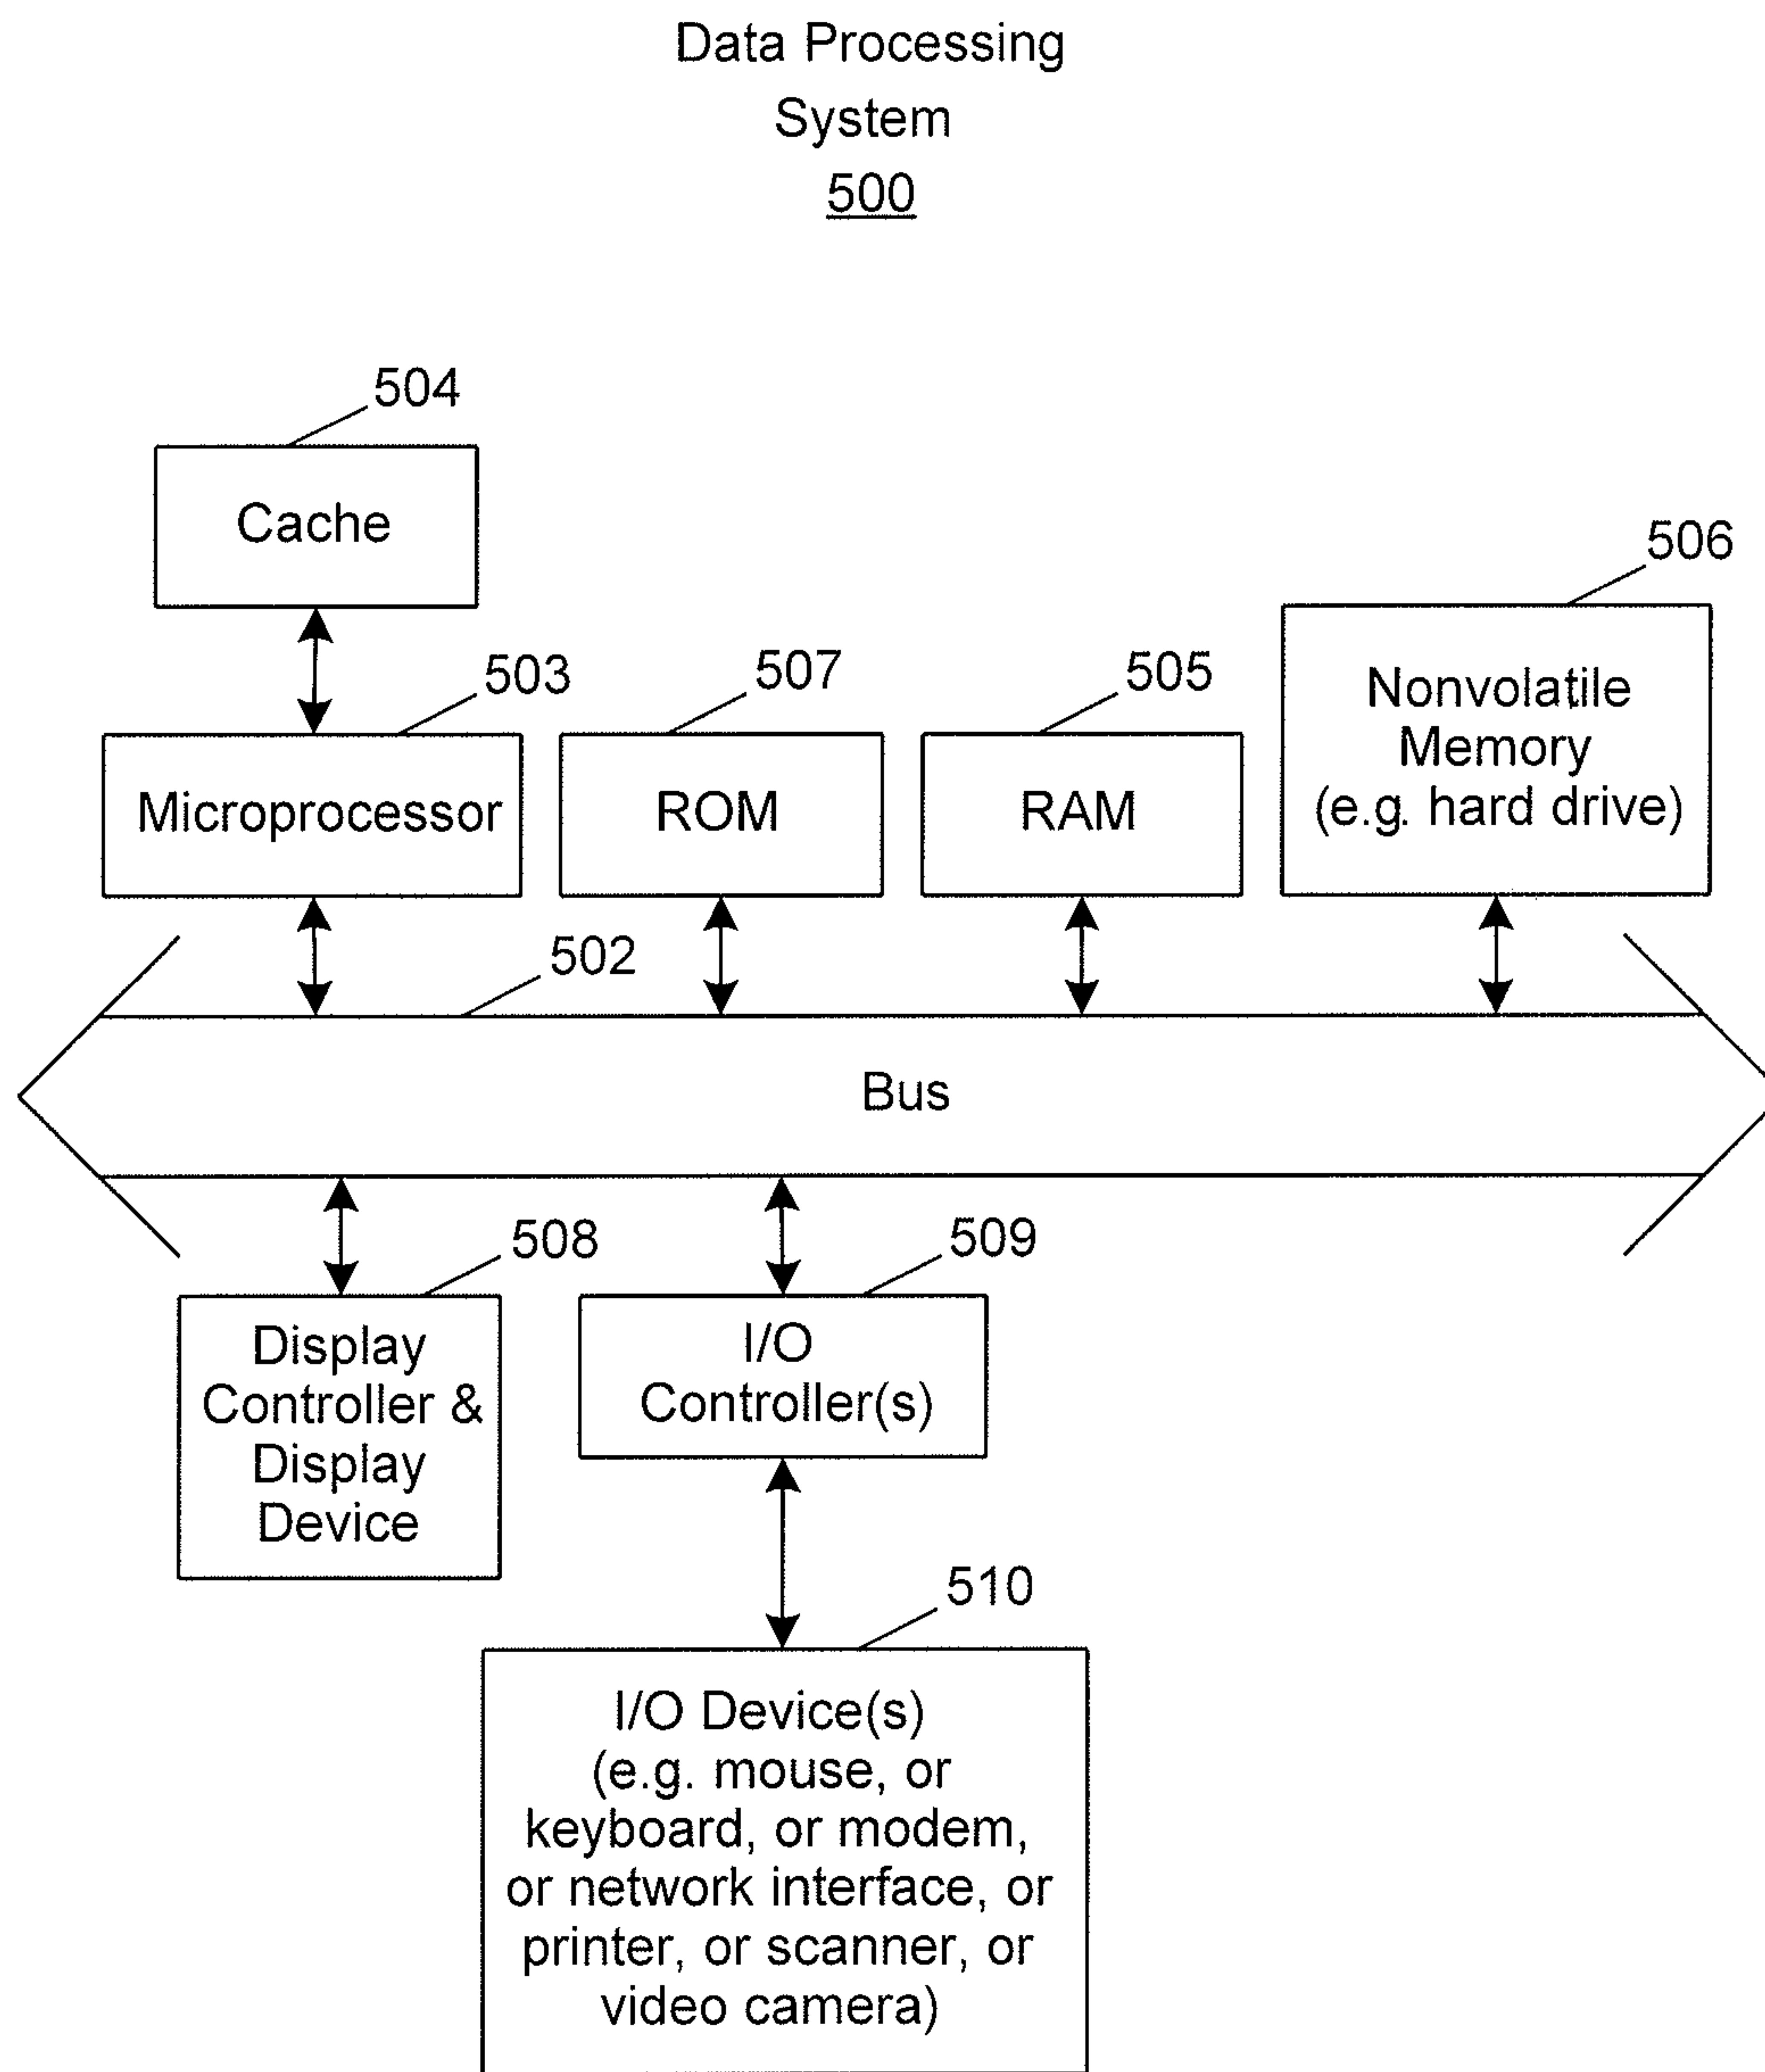 Data Processing
System
500
504
Cache
506
503
507
505
Nonvolatile
Memory
(e.g. hard drive)
Microprocessor
ROM
RAM
502
Bus
508
509
Display
Controller &
Display
Device
I/O
Controller(s)
510
I/O Device(s)
(e.g. mouse, or
keyboard, or modem,
or network interface, or
printer, or scanner, or
video camera)